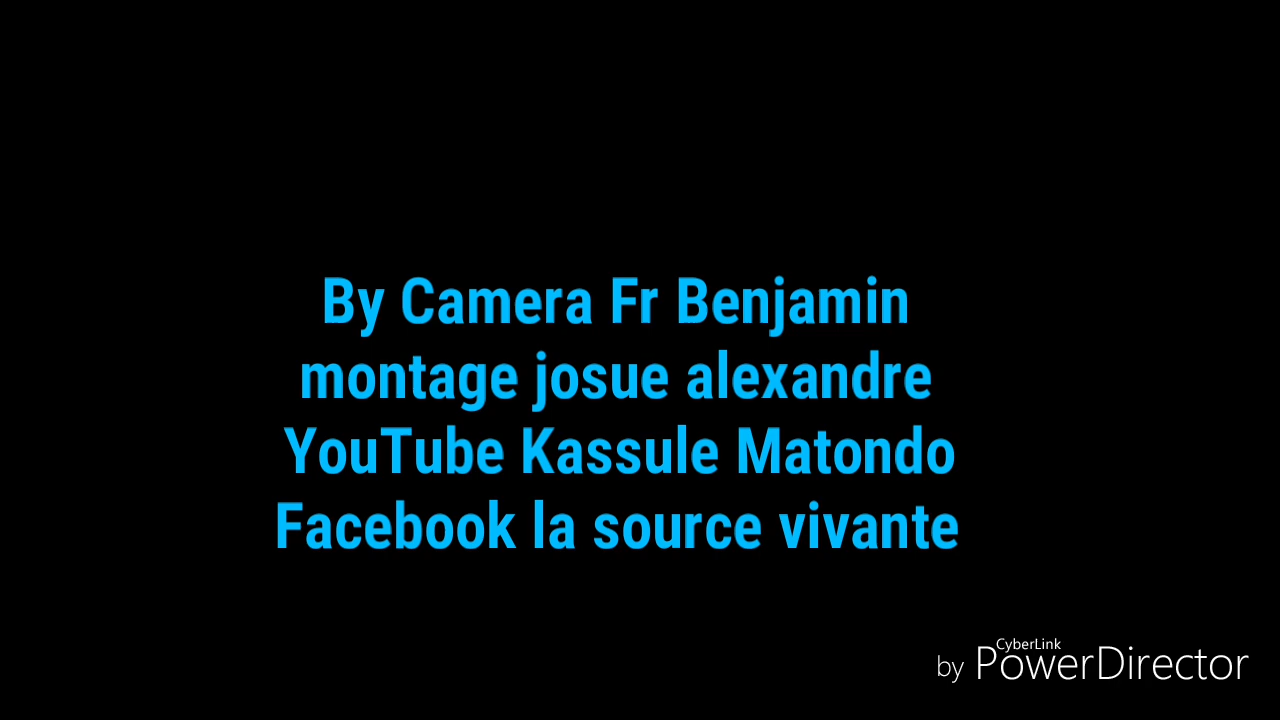 By Camera Fr Benjamin
montage josue alexandre
YouTube Kassule Matondo
Facebook la source vivante
CyberLink
by PowerDirector